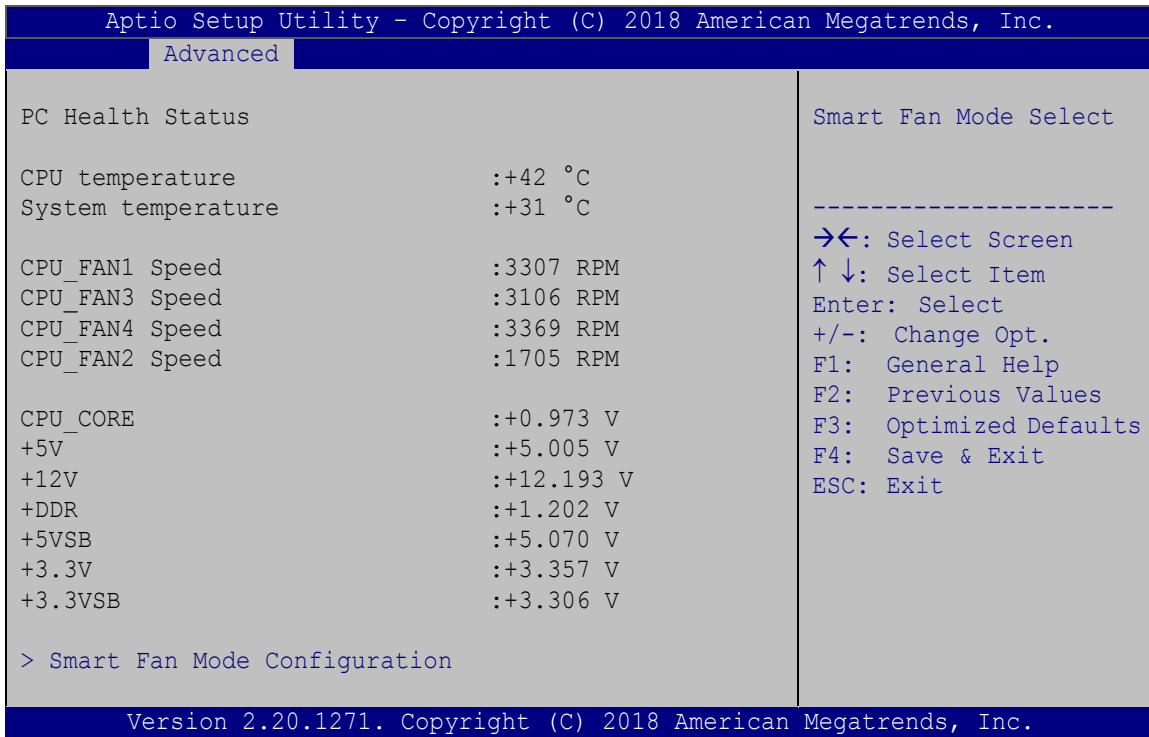 Aptio Setup Utility – Copyright (C) 2018 American Megatrends, Inc.
Advanced
PC Health Status
CPU temperature :+42 °C
System temperature :+31 °C
CPU_FAN1 Speed :3307 RPM
CPU_FAN3 Speed :3106 RPM
CPU_FAN4 Speed :3369 RPM
CPU_FAN2 Speed :1705 RPM
CPU_CORE :+0.973 V
+5V :+5.005 V
+12V :+12.193 V
+DDR :+1.202 V
+5VSB :+5.070 V
+3.3V :+3.357 V
+3.3VSB :+3.306 V
> Smart Fan Mode Configuration
Smart Fan Mode Select
---------------------
→←: Select Screen
↑ ↓: Select Item
Enter: Select
+/-: Change Opt.
F1: General Help
F2: Previous Values
F3: Optimized Defaults
F4: Save & Exit
ESC: Exit
Version 2.20.1271. Copyright (C) 2018 American Megatrends, Inc.